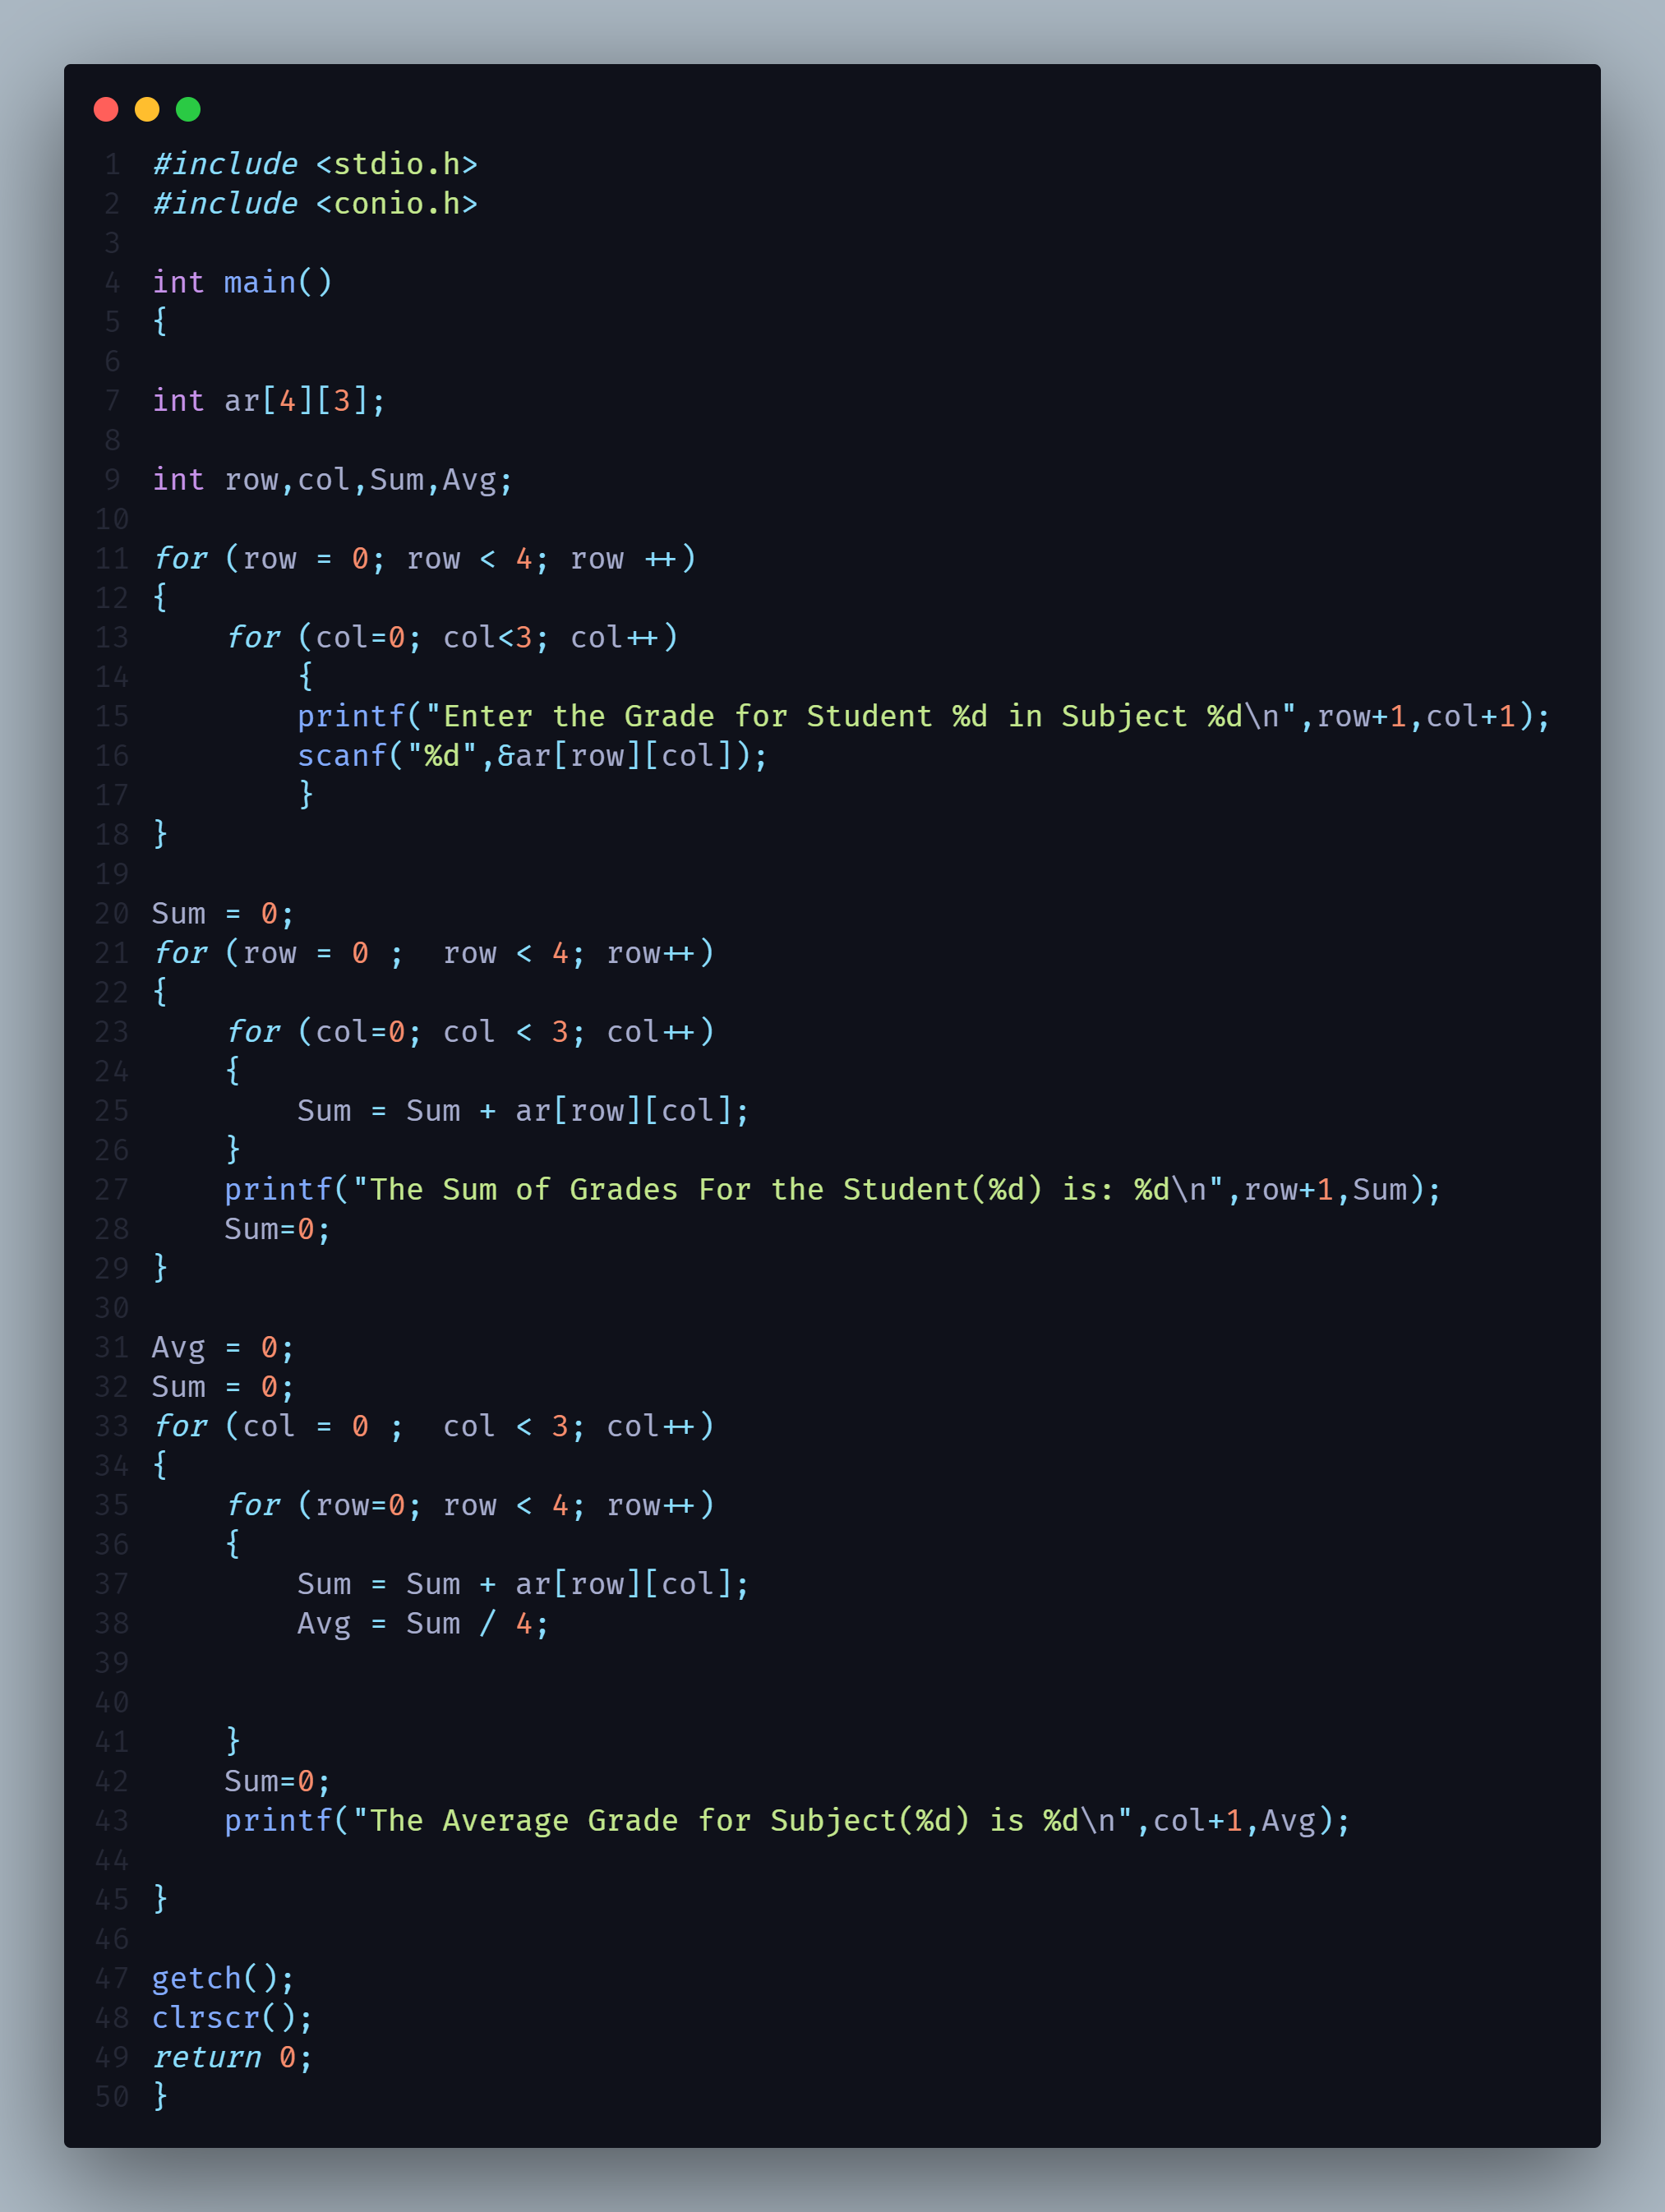 1 #include <stdio.h>
2 #include <conio.h>
3
4 int main()
5 {
6
7 int ar[4][3];
8
9 int row,col,Sum,Avg;
10
11 for (row = 0; row < 4; row ++)
12 {
13     for (col=0; col<3; col++)
14         {
15         printf("Enter the Grade for Student %d in Subject %d\n",row+1,col+1);
16         scanf("%d",&ar[row][col]);
17         }
18 }
19
20 Sum = 0;
21 for (row = 0 ;  row < 4; row++)
22 {
23     for (col=0; col < 3; col++)
24     {
25         Sum = Sum + ar[row][col];
26     }
27     printf("The Sum of Grades For the Student(%d) is: %d\n",row+1,Sum);
28     Sum=0;
29 }
30
31 Avg = 0;
32 Sum = 0;
33 for (col = 0 ;  col < 3; col++)
34 {
35     for (row=0; row < 4; row++)
36     {
37         Sum = Sum + ar[row][col];
38         Avg = Sum / 4;
39
40
41     }
42     Sum=0;
43     printf("The Average Grade for Subject(%d) is %d\n",col+1,Avg);
44
45 }
46
47 getch();
48 clrscr();
49 return 0;
50 }